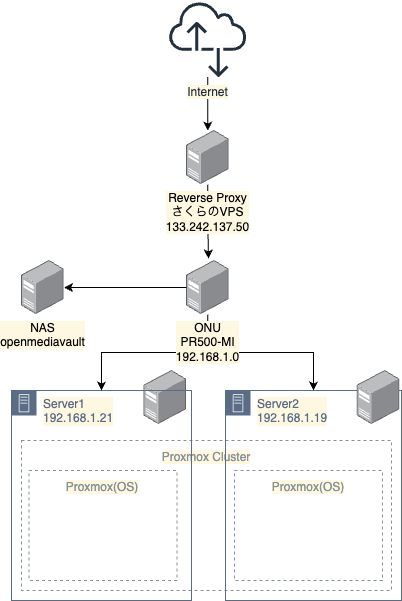 Internet
Reverse Proxy
さくらのVPS
133.242.137.50
NAS
openmediavault
ONU
PR500-MI
192.168.1.0
Server1
192.168.1.21
Server2
192.168.1.19
Proxmox Cluster
Proxmox(OS)
Proxmox(OS)